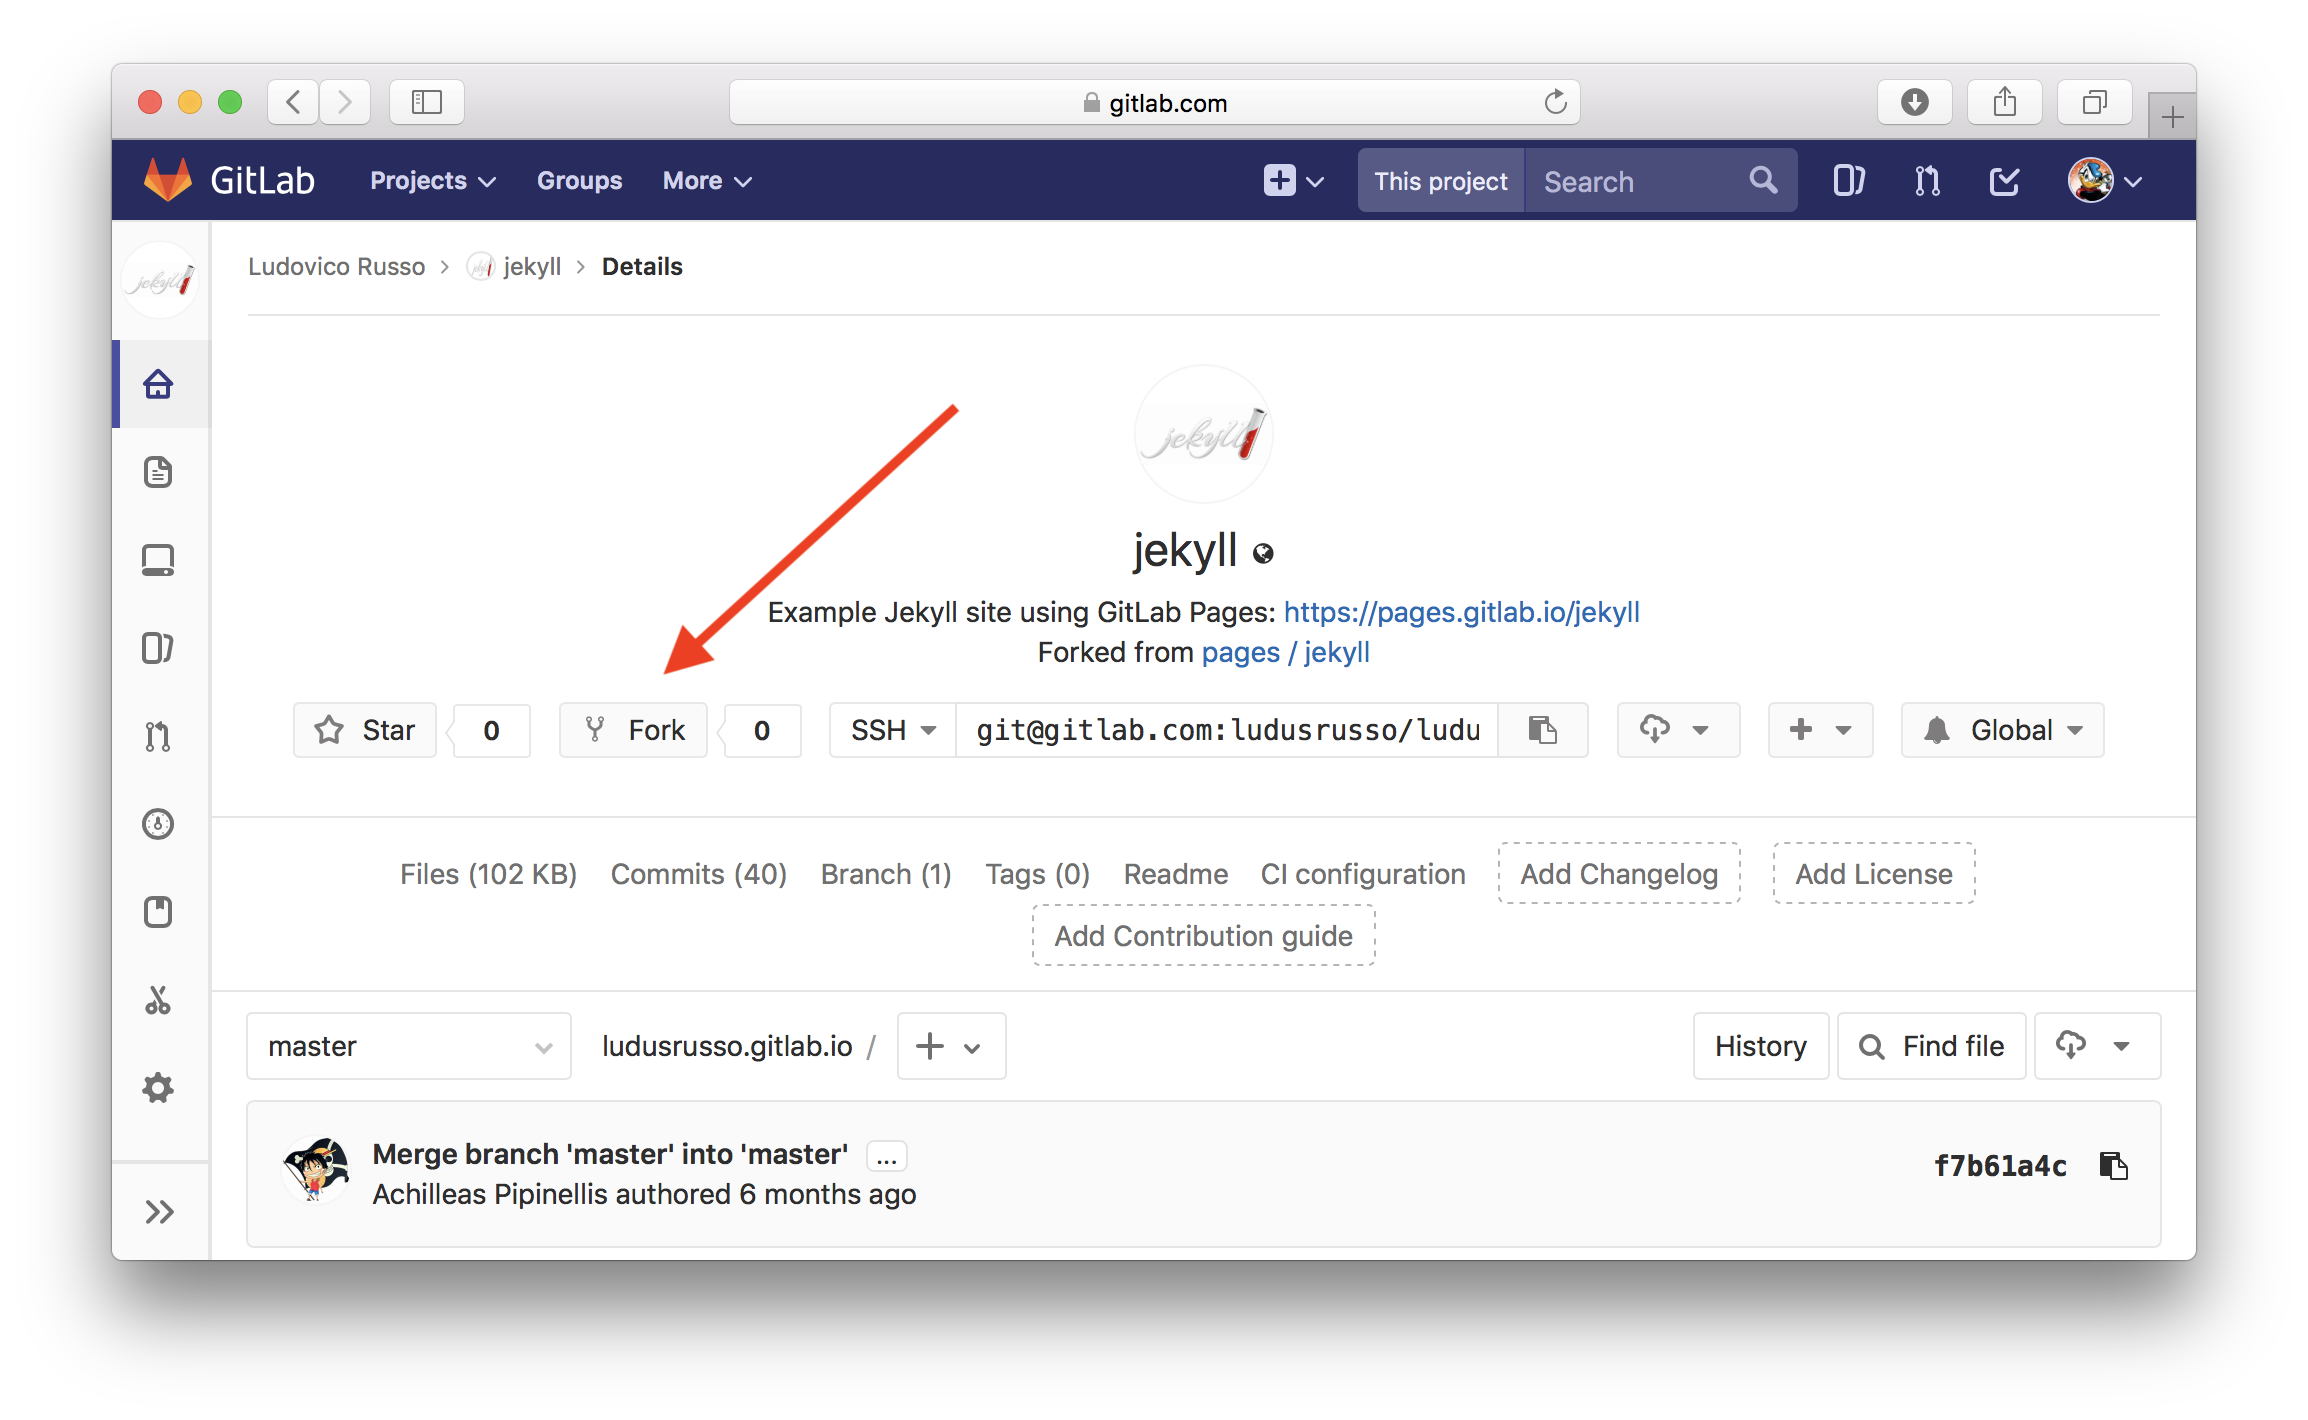 gitlab.com
GitLab Projects Groups More This project Search
jekyll
Ludovico Russo > jekyll > Details
jekyll
jekyll
Example Jekyll site using GitLab Pages: https://pages.gitlab.io/jekyll
Forked from pages / jekyll
Star 0 Fork 0 SSH git@gitlab.com:ludusrusso/ludu Global
Files (102 KB) Commits (40) Branch (1) Tags (0) Readme CI configuration Add Changelog Add License
Add Contribution guide
master ludusrusso.gitlab.io / History Find file
Merge branch 'master' into 'master' ...
Achilleas Pipinellis authored 6 months ago
f7b61a4c